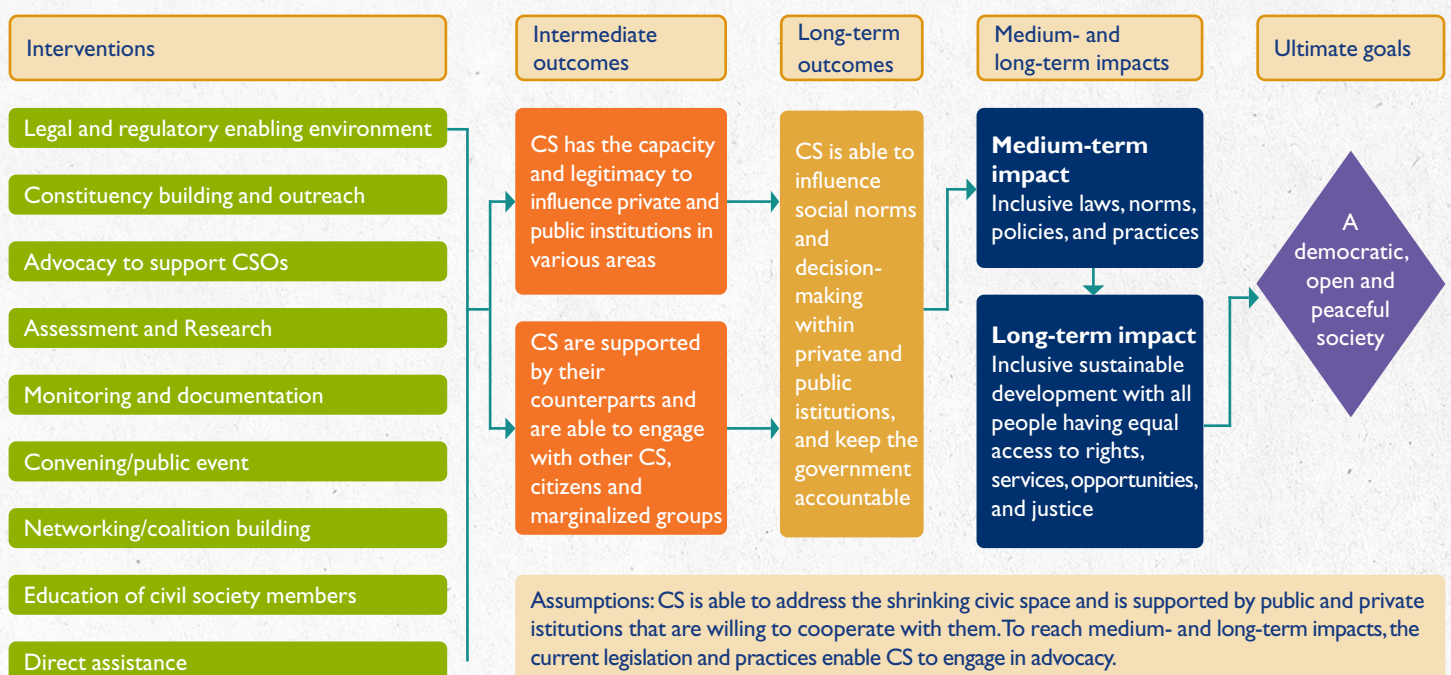 Interventions
Intermediate
outcomes
Long-term
outcomes
Medium- and
long-term impacts
Ultimate goals
Legal and regulatory enabling environment
Constituency building and outreach
Advocacy to support CSOs
Assessment and Research
Monitoring and documentation
Convening/public event
Networking/coalition building
Education of civil society members
Direct assistance
CS has the capacity
and legitimacy to
influence private and
public institutions in
various areas
CS are supported
by their
counterparts and
are able to engage
with other CS,
citizens and
marginalized groups
CS is able to
influence
social norms
and
decision-
making
within
private and
public
istitutions,
and keep the
government
accountable
Medium-term
impact
Inclusive laws, norms,
policies, and practices
Long-term impact
Inclusive sustainable
development with all
people having equal
access to rights,
services, opportunities,
and justice
A
democratic,
open and
peaceful
society
Assumptions: CS is able to address the shrinking civic space and is supported by public and private
istitutions that are willing to cooperate with them. To reach medium- and long-term impacts, the
current legislation and practices enable CS to engage in advocacy.